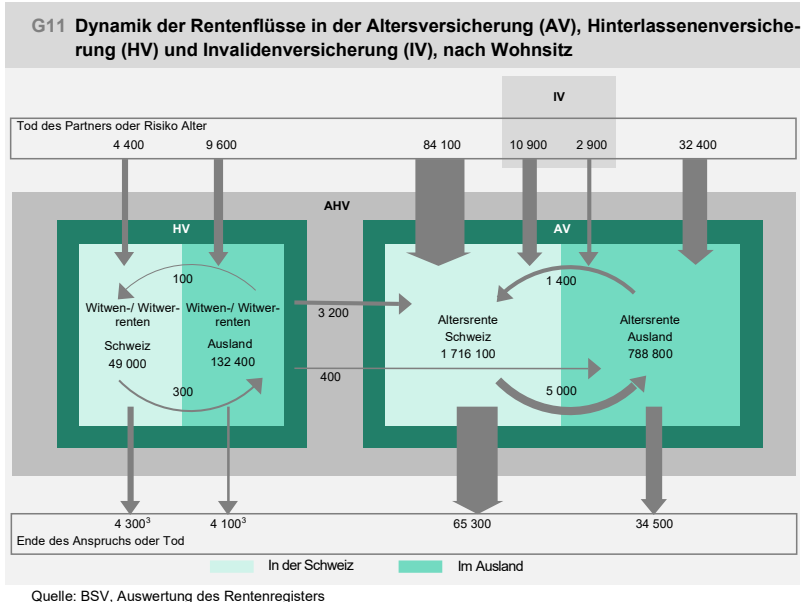 G11 Dynamik der Rentenflüsse in der Altersversicherung (AV), Hinterlassenenversiche-
rung (HV) und Invalidenversicherung (IV), nach Wohnsitz
IV
Tod des Partners oder Risiko Alter
4 400 9 600 84 100 10 900 2 900 32 400
AHV
HV AV
100 1 400
Witwen-/ Witwer-
renten
Schweiz
49 000
Witwen-/ Witwer-
renten
Ausland
132 400
3 200
Altersrente
Schweiz
1 716 100
Altersrente
Ausland
788 800
400
300 5 000
4 300³ 4 100³ 65 300 34 500
Ende des Anspruchs oder Tod
In der Schweiz Im Ausland
Quelle: BSV, Auswertung des Rentenregisters